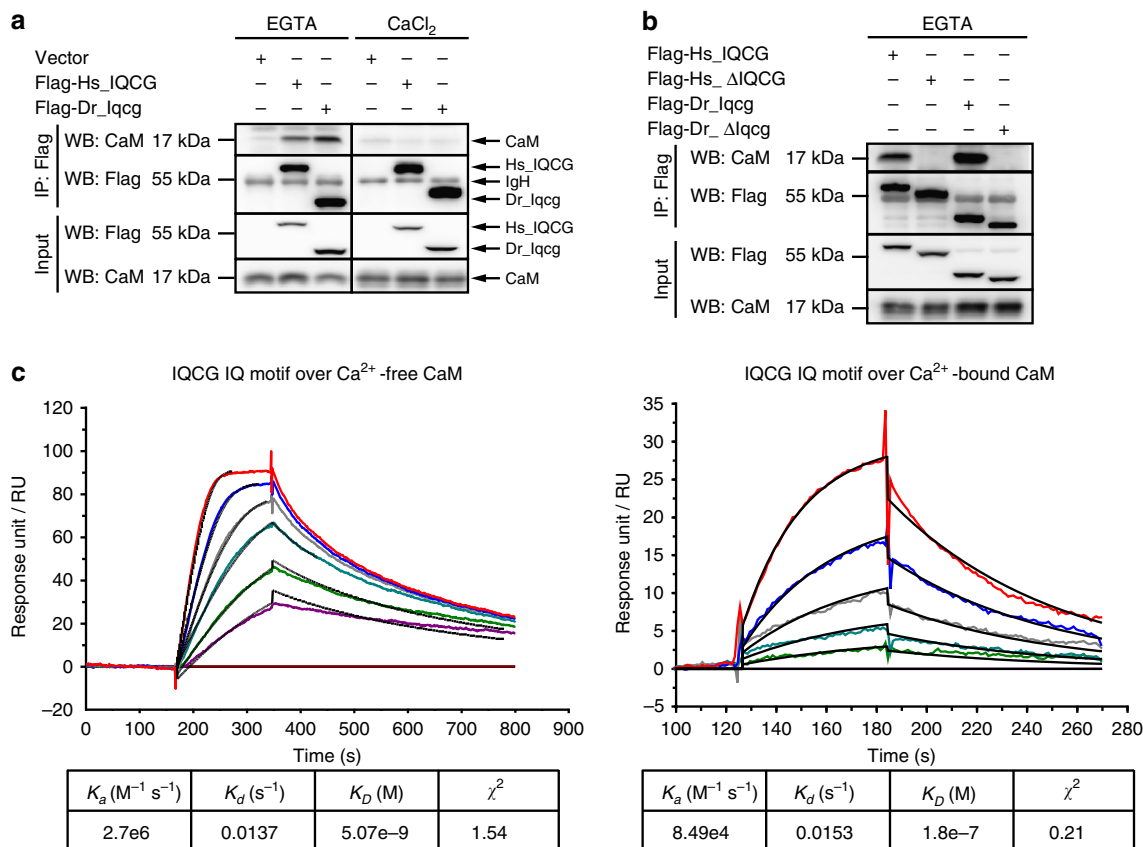 a
EGTA CaCl2
Vector + – – + – –
Flag-Hs_IQCG – + – – + –
Flag-Dr_Iqcg – – + – – +
IP: Flag
WB: CaM 17 kDa CaM
WB: Flag 55 kDa Hs_IQCG
IgH
Dr_Iqcg
Input
WB: Flag 55 kDa Hs_IQCG
Dr_Iqcg
WB: CaM 17 kDa CaM
b
EGTA
Flag-Hs_IQCG + – – –
Flag-Hs_ ΔIQCG – + – –
Flag-Dr_Iqcg – – + –
Flag-Dr_ ΔIqcg – – – +
IP: Flag
WB: CaM 17 kDa
WB: Flag 55 kDa
Input
WB: Flag 55 kDa
WB: CaM 17 kDa
c
IQCG IQ motif over Ca2+ -free CaM
Response unit / RU
120
100
80
60
40
20
0
–20
0 100 200 300 400 500 600 700 800 900
Time (s)
Ka (M–1 s–1) Kd (s–1) KD (M) χ2
2.7e6 0.0137 5.07e–9 1.54
IQCG IQ motif over Ca2+ -bound CaM
Response unit / RU
35
30
25
20
15
10
5
0
–5
100 120 140 160 180 200 220 240 260 280
Time (s)
Ka (M–1 s–1) Kd (s–1) KD (M) χ2
8.49e4 0.0153 1.8e–7 0.21